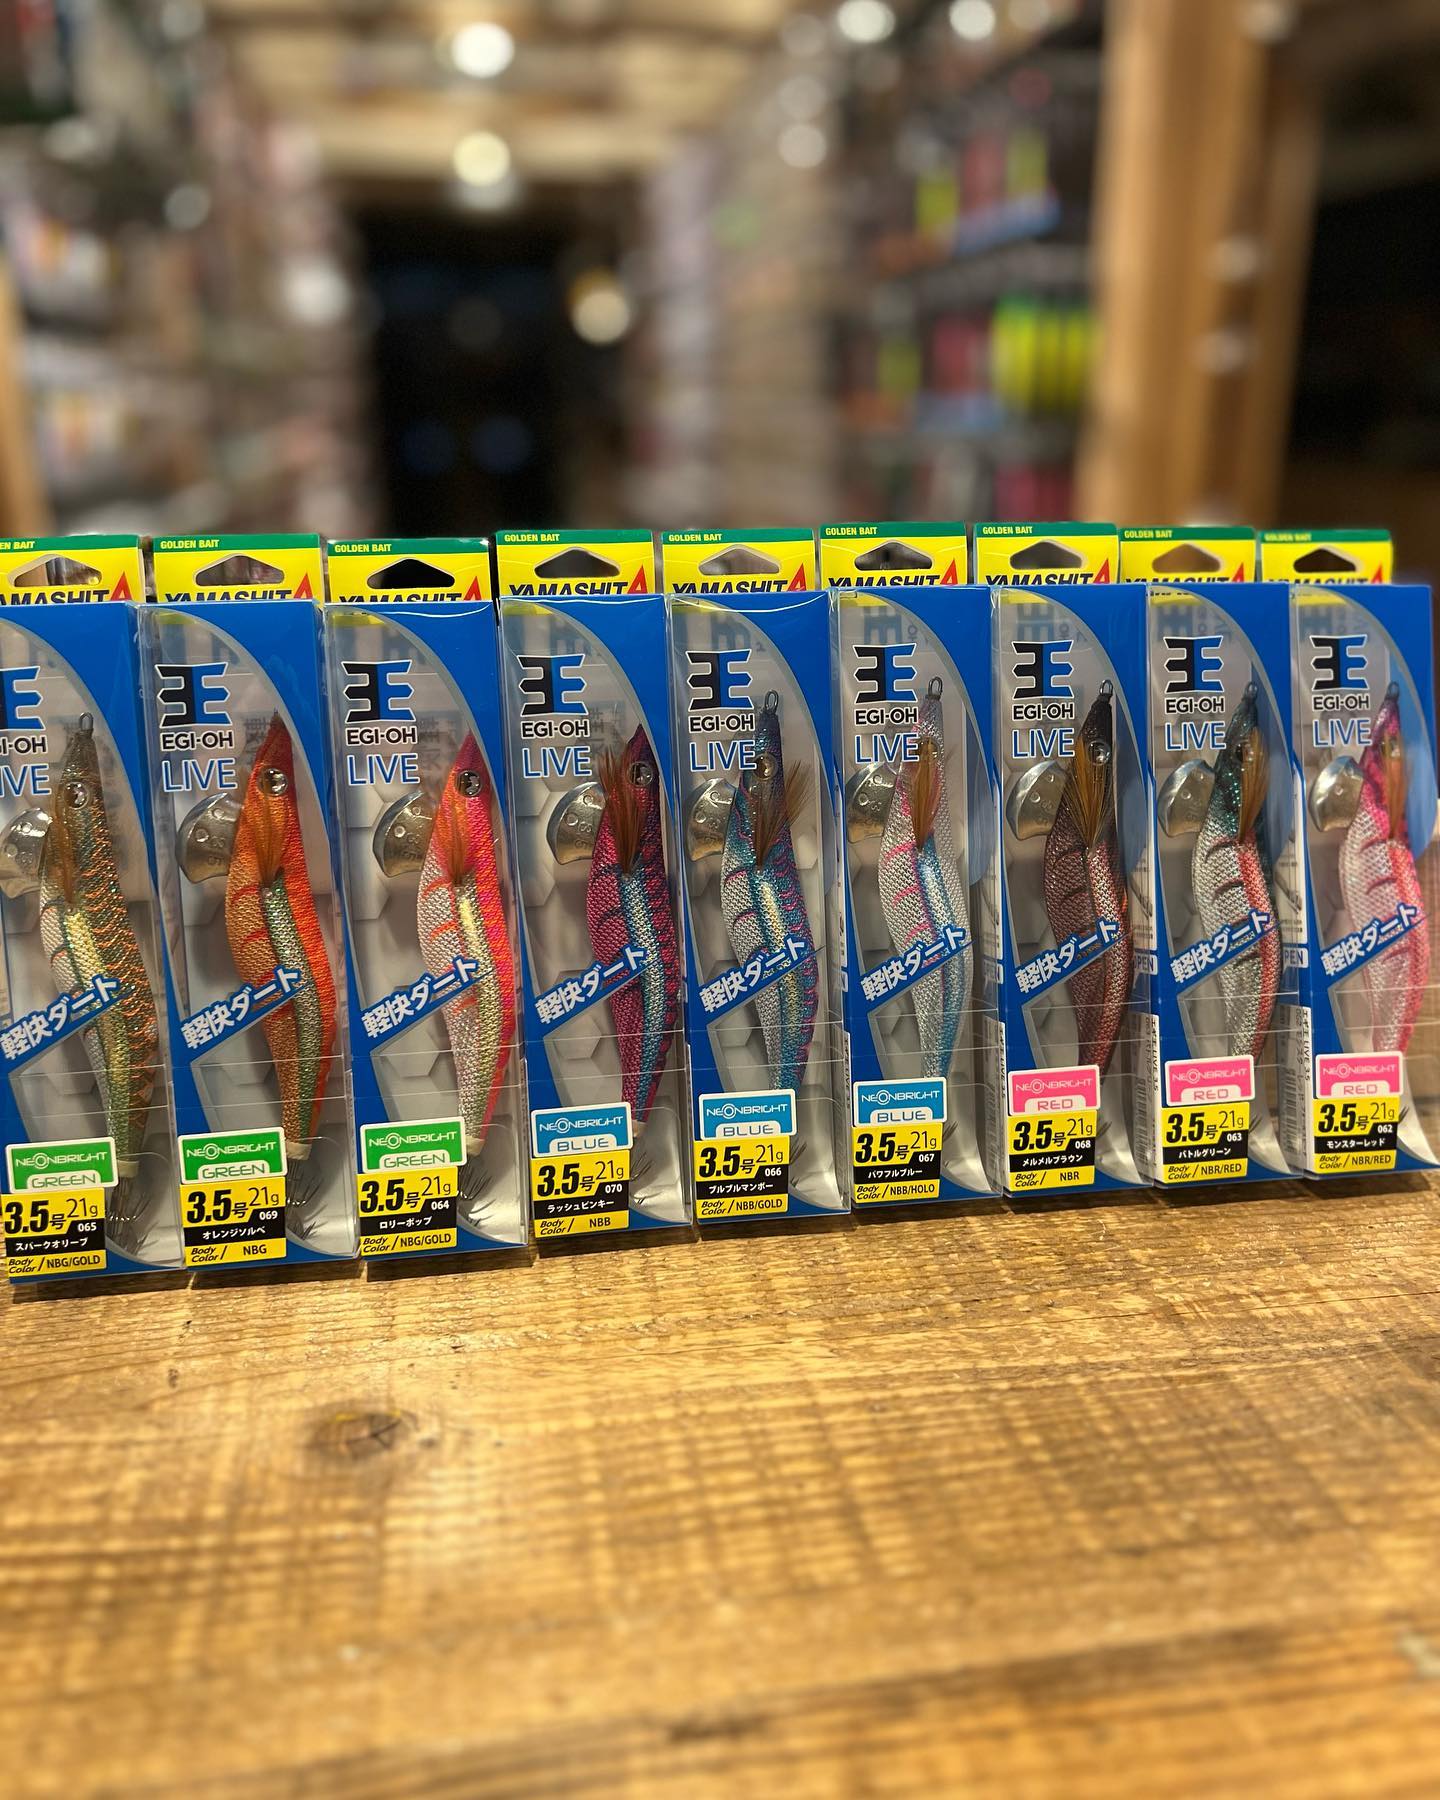 GOLDEN BAIT
YAMASHITA
EGI-OH
LIVE
軽快ダート
NEONBRIGHT
GREEN
3.5号 21g
065
スパークオリーブ
Body Color / NBG/GOLD
GOLDEN BAIT
YAMASHITA
EGI-OH
LIVE
軽快ダート
NEONBRIGHT
GREEN
3.5号 21g
069
オレンジソルベ
Body Color / NBG
GOLDEN BAIT
YAMASHITA
EGI-OH
LIVE
軽快ダート
NEONBRIGHT
GREEN
3.5号 21g
064
ロリーポップ
Body Color / NBG/GOLD
GOLDEN BAIT
YAMASHITA
EGI-OH
LIVE
軽快ダート
NEONBRIGHT
BLUE
3.5号 21g
070
ラッシュピンキー
Body Color / NBB
GOLDEN BAIT
YAMASHITA
EGI-OH
LIVE
軽快ダート
NEONBRIGHT
BLUE
3.5号 21g
066
ブルブルマンボー
Body Color / NBB/GOLD
GOLDEN BAIT
YAMASHITA
EGI-OH
LIVE
軽快ダート
NEONBRIGHT
BLUE
3.5号 21g
067
パワフルブルー
Body Color / NBB/HOLO
GOLDEN BAIT
YAMASHITA
EGI-OH
LIVE
軽快ダート
NEONBRIGHT
RED
3.5号 21g
068
メルメルブラウン
Body Color / NBR
GOLDEN BAIT
YAMASHITA
EGI-OH
LIVE
軽快ダート
NEONBRIGHT
RED
3.5号 21g
063
バトルグリーン
Body Color / NBR/RED
GOLDEN BAIT
YAMASHITA
EGI-OH
LIVE
軽快ダート
NEONBRIGHT
RED
3.5号 21g
062
モンスターレッド
Body Color / NBR/RED